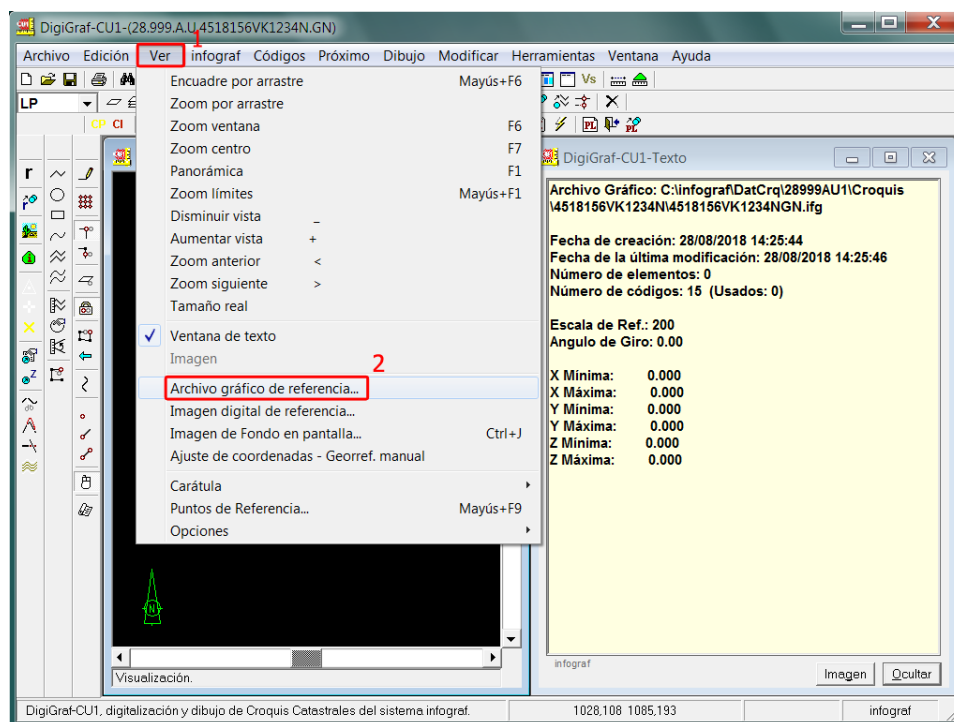 DigiGraf-CU1-(28.999.A.U.4518156VK1234N.GN)
1
Archivo Edición Ver infograf Códigos Próximo Dibujo Modificar Herramientas Ventana Ayuda
Vs
LP
CP CI
PL PL
r
z
Encuadre por arrastre Mayús+F6
Zoom por arrastre
Zoom ventana F6
Zoom centro F7
Panorámica F1
Zoom límites Mayús+F1
Disminuir vista _
Aumentar vista +
Zoom anterior <
Zoom siguiente >
Tamaño real
Ventana de texto
Imagen
2
Archivo gráfico de referencia...
Imagen digital de referencia...
Imagen de Fondo en pantalla... Ctrl+J
Ajuste de coordenadas - Georref. manual
Carátula
Puntos de Referencia... Mayús+F9
Opciones
N
Visualización.
DigiGraf-CU1-Texto
Archivo Gráfico: C:\infograf\DatCrq\28999AU1\Croquis
\4518156VK1234N\4518156VK1234NGN.ifg
Fecha de creación: 28/08/2018 14:25:44
Fecha de la última modificación: 28/08/2018 14:25:46
Número de elementos: 0
Número de códigos: 15 (Usados: 0)
Escala de Ref.: 200
Angulo de Giro: 0.00
X Mínima: 0.000
X Máxima: 0.000
Y Mínima: 0.000
Y Máxima: 0.000
Z Mínima: 0.000
Z Máxima: 0.000
infograf
Imagen Ocultar
DigiGraf-CU1, digitalización y dibujo de Croquis Catastrales del sistema infograf. 1028,108 1085,193 infograf